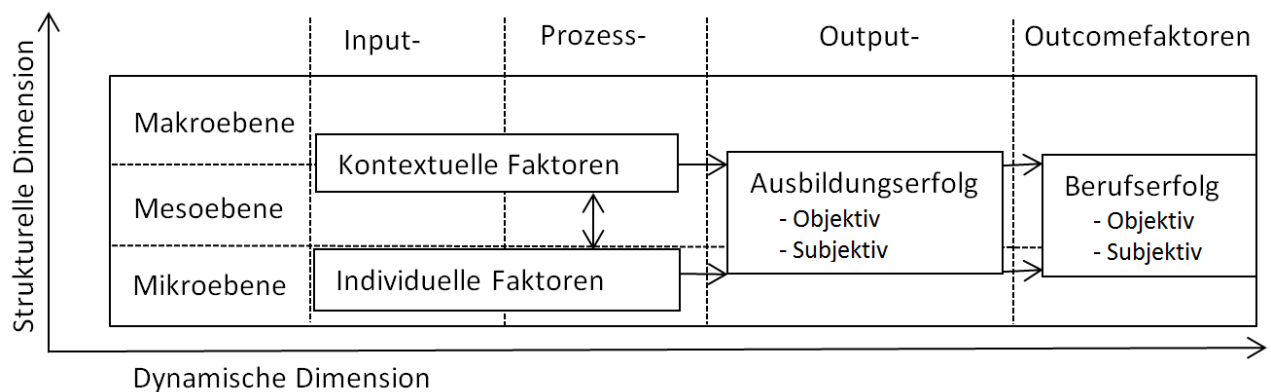 Strukturelle Dimension
Input-
Prozess-
Output-
Outcomefaktoren
Makroebene
Mesoebene
Mikroebene
Kontextuelle Faktoren
Individuelle Faktoren
Ausbildungserfolg
- Objektiv
- Subjektiv
Berufserfolg
- Objektiv
- Subjektiv
Dynamische Dimension